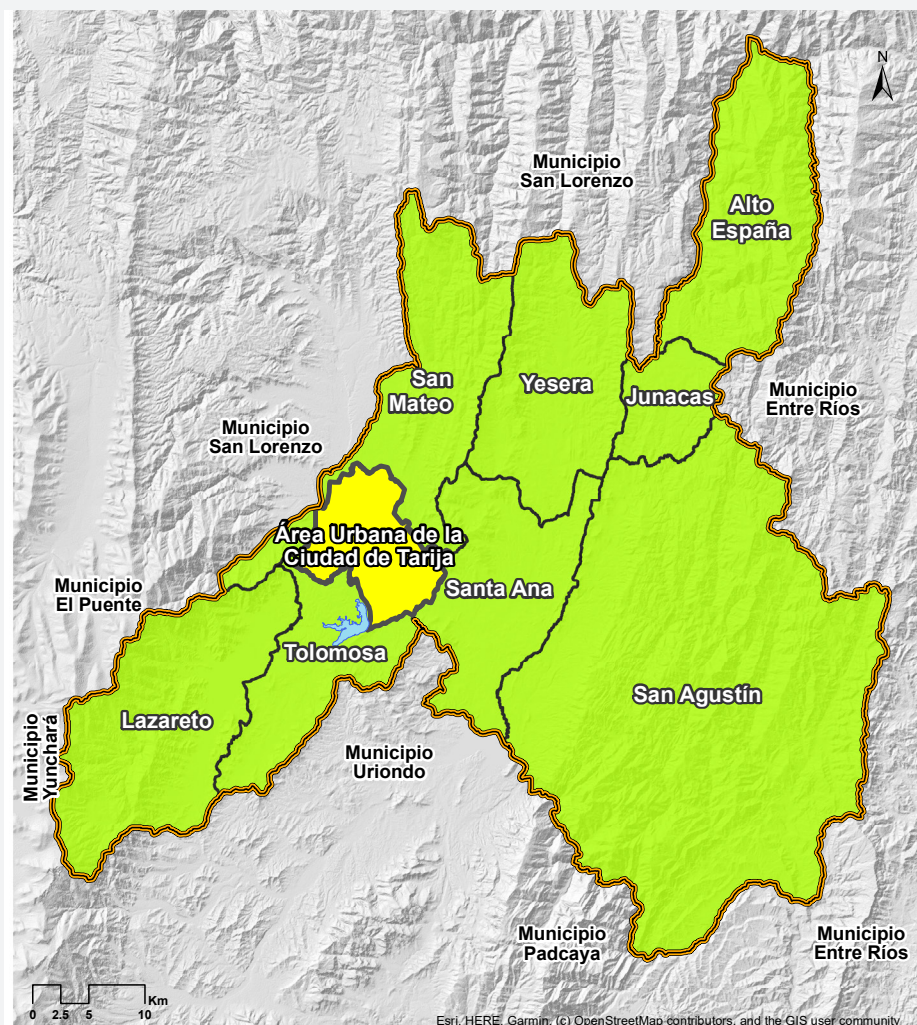 N
Municipio
San Lorenzo
Alto
España
San
Mateo
Yesera
Junacas
Municipio
Entre Ríos
Municipio
San Lorenzo
Área Urbana de la
Ciudad de Tarija
Municipio
El Puente
Santa Ana
Tolomosa
San Agustín
Lazareto
Municipio
Yunchará
Municipio
Uriondo
Municipio
Padcaya
Municipio
Entre Ríos
Km
0 2.5 5 10
Esri, HERE, Garmin, (c) OpenStreetMap contributors, and the GIS user community